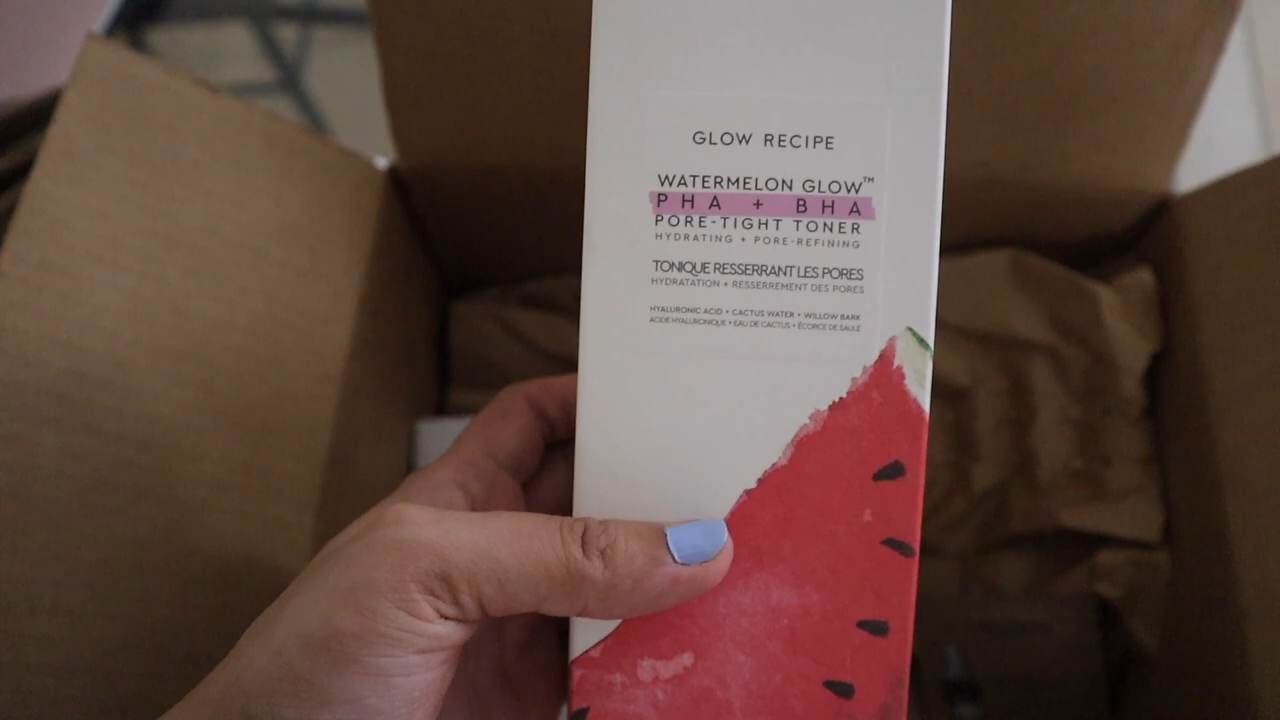 GLOW RECIPE
WATERMELON GLOW™
PHA + BHA
PORE-TIGHT TONER
HYDRATING + PORE-REFINING
TONIQUE RESSERRANT LES PORES
HYDRATATION + RESSERREMENT DES PORES
HYALURONIC ACID + CACTUS WATER + WILLOW BARK
ACIDE HYALURONIQUE + EAU DE CACTUS + ÉCORCE DE SAULE